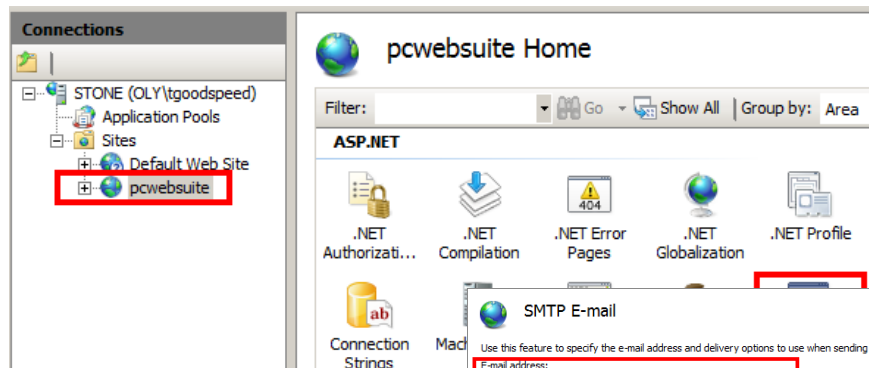 Connections
STONE (OLY\tgoodspeed)
Application Pools
Sites
Default Web Site
pcwebsuite
pcwebsuite Home
Filter: Go Show All Group by: Area
ASP.NET
404
.NET Authorizati...
.NET Compilation
.NET Error Pages
.NET Globalization
.NET Profile
ab
Connection Strings
Mach
SMTP E-mail
Use this feature to specify the e-mail address and delivery options to use when sending
E-mail address: